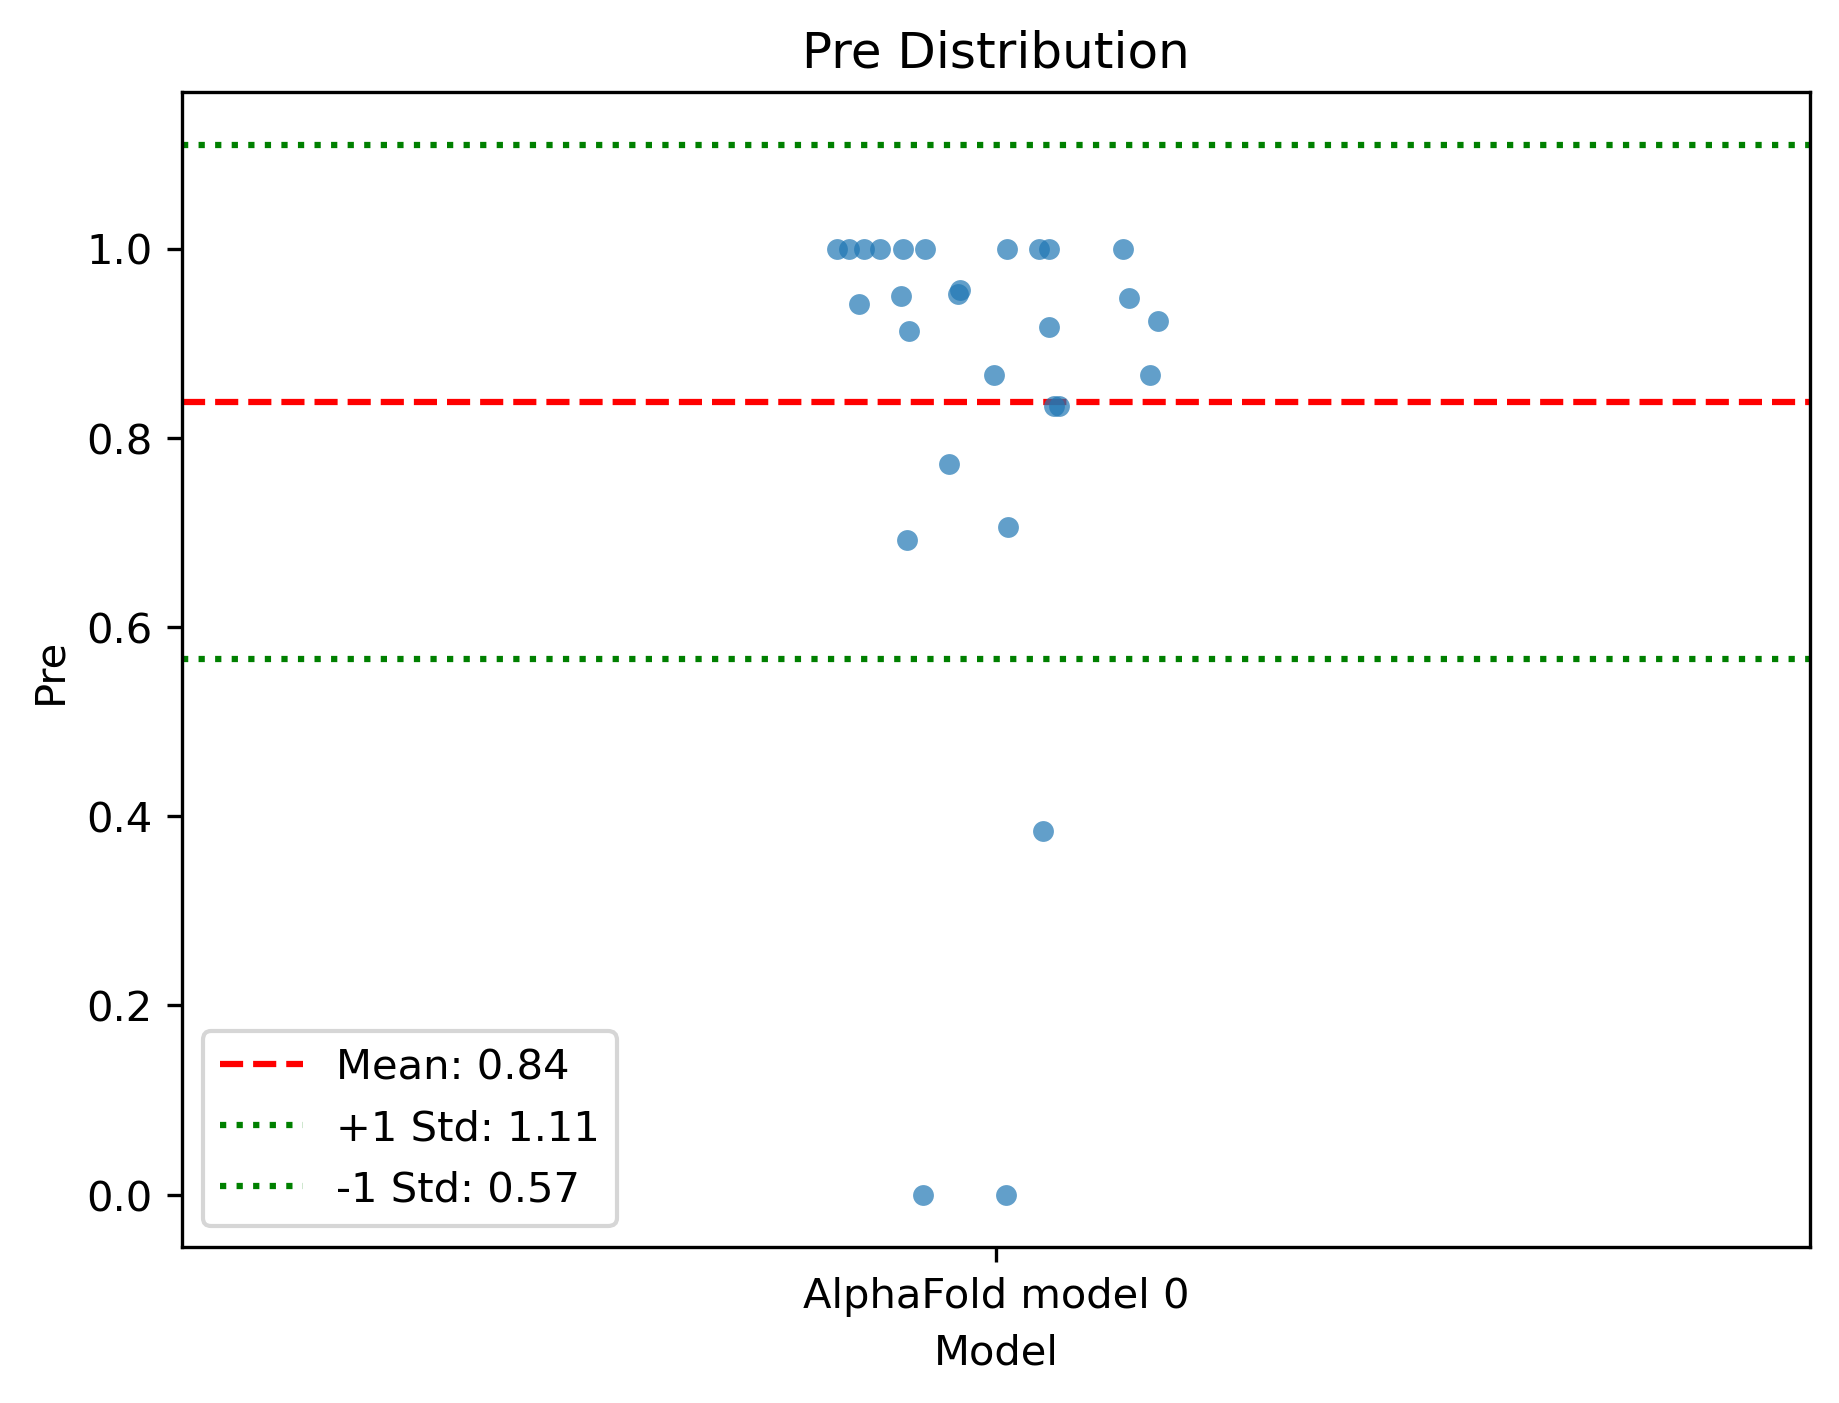 Pre Distribution
1.0
0.8
0.6
0.4
0.2
0.0
Pre
Mean: 0.84
+1 Std: 1.11
-1 Std: 0.57
AlphaFold model 0
Model